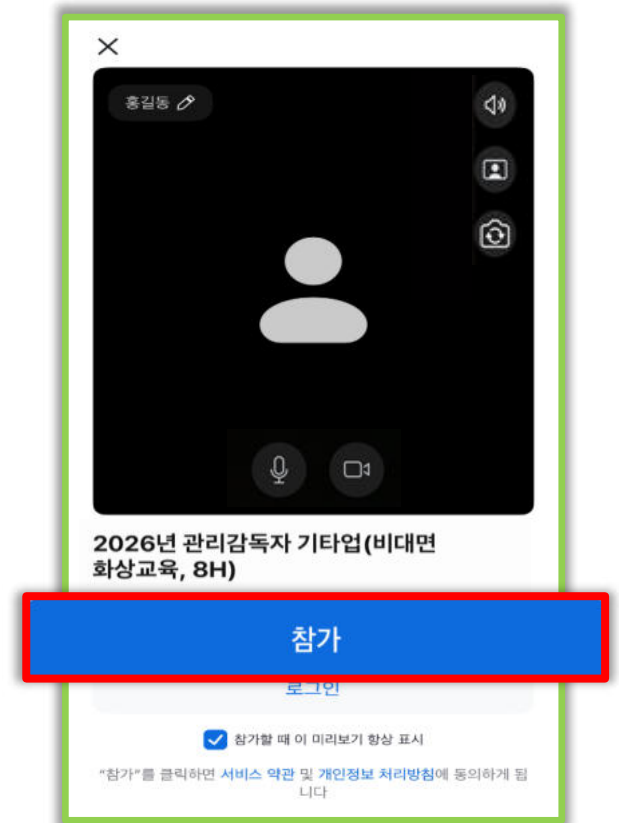 홍길동
2026년 관리감독자 기타업(비대면
화상교육, 8H)
참가
로그인
참가할 때 이 미리보기 항상 표시
“참가”를 클릭하면 서비스 약관 및 개인정보 처리방침에 동의하게 됩
니다